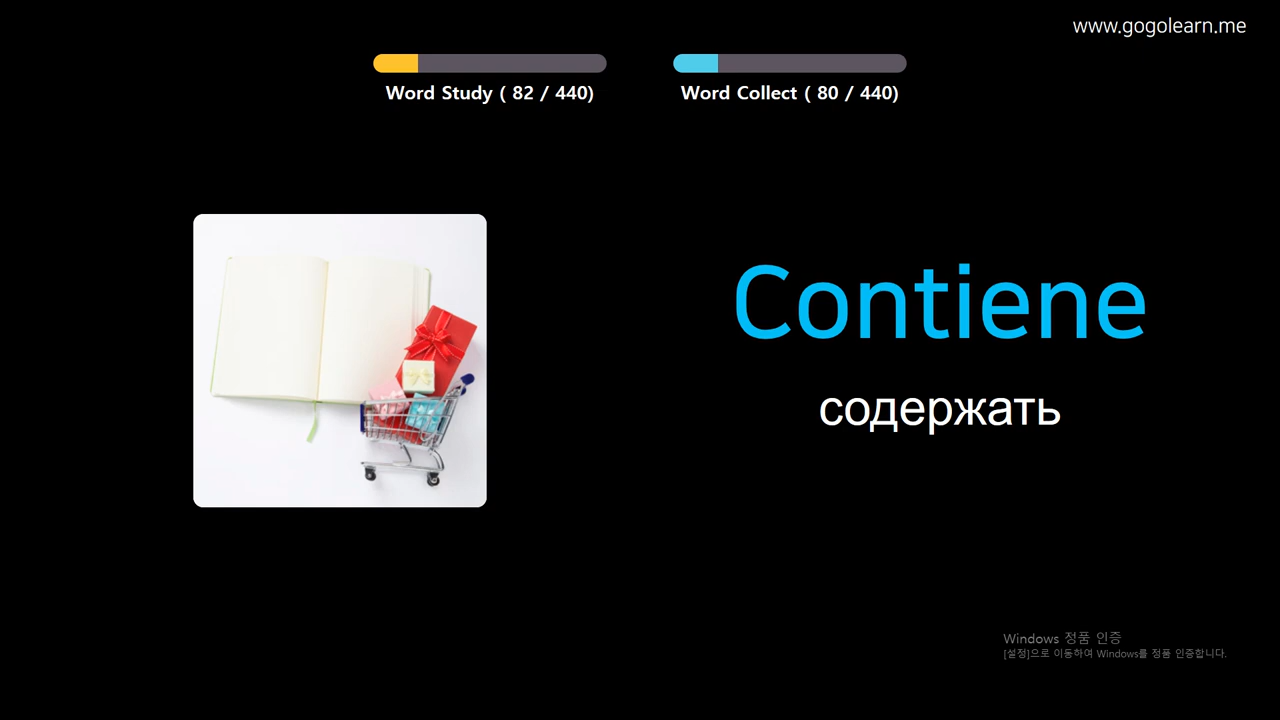 www.gogolearn.me
Word Study ( 82 / 440)
Word Collect ( 80 / 440)
Contiene
содержать
Windows 정품 인증
[설정]으로 이동하여 Windows를 정품 인증합니다.